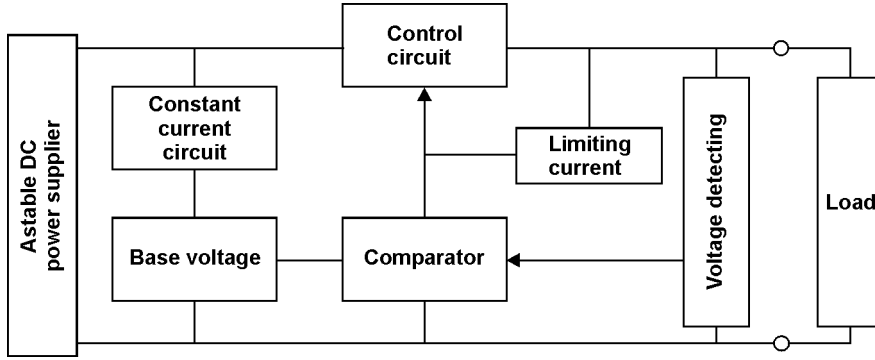 Astable DC
power supplier
Control
circuit
Constant
current
circuit
Limiting
current
Base voltage
Comparator
Voltage detecting
Load